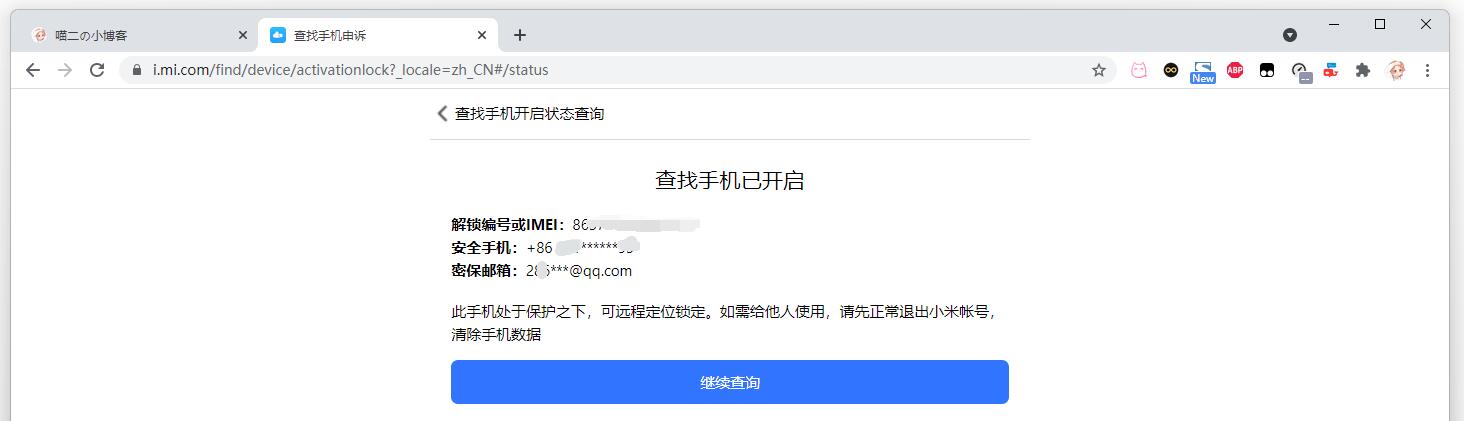 喵二の小博客
查找手机申诉
i.mi.com/find/device/activationlock?_locale=zh_CN#/status
ABP
New
查找手机开启状态查询
查找手机已开启
解锁编号或IMEI：86
安全手机：+86 ******
密保邮箱：28***@qq.com
此手机处于保护之下，可远程定位锁定。如需给他人使用，请先正常退出小米帐号，
清除手机数据
继续查询